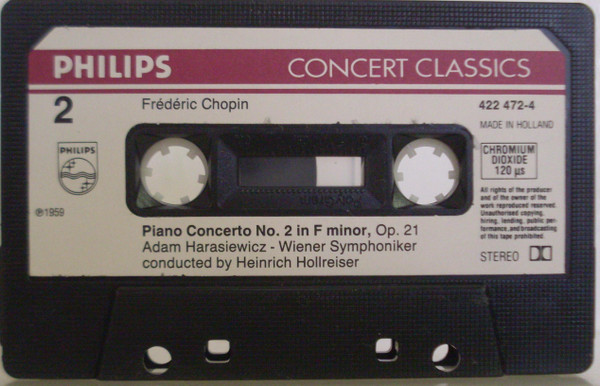 PHILIPS CONCERT CLASSICS
2 Frédéric Chopin 422 472-4
MADE IN HOLLAND
PHILIPS
CHROMIUM
DIOXIDE
120 µs
℗1959
All rights of the producer
and of the owner of the
work reproduced reserved.
Unauthorised copying,
hiring, lending, public per-
formance, and broadcasting
of this tape prohibited
PolyGram
Piano Concerto No. 2 in F minor, Op. 21
Adam Harasiewicz - Wiener Symphoniker
conducted by Heinrich Hollreiser
STEREO